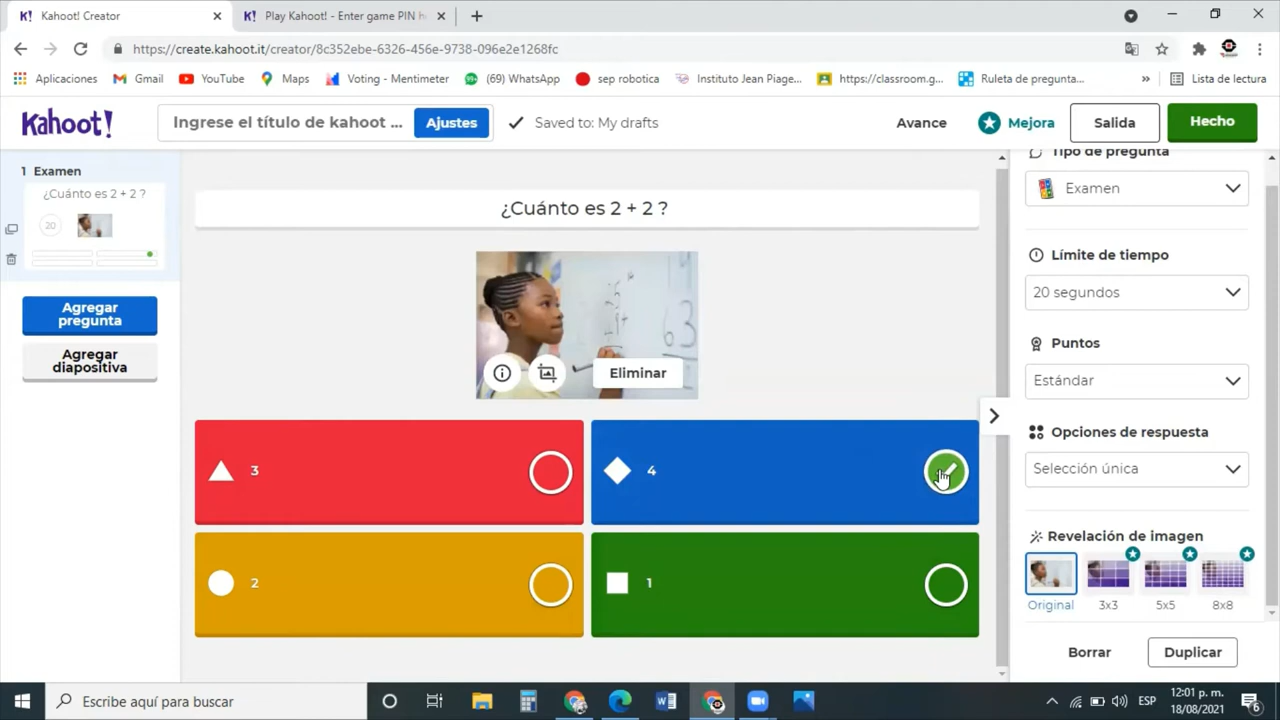 Kahoot! Creator
Play Kahoot! - Enter game PIN h
https://create.kahoot.it/creator/8c352ebe-6326-456e-9738-096e2e1268fc
Aplicaciones Gmail YouTube Maps Voting - Mentimeter (69) WhatsApp sep robotica Instituto Jean Piage... https://classroom.g... Ruleta de pregunta... » Lista de lectura
Kahoot! Ingrese el título de kahoot ... Ajustes Saved to: My drafts Avance Mejora Salida Hecho
1 Examen
¿Cuánto es 2 + 2 ?
20
Agregar
pregunta
Agregar
diapositiva
¿Cuánto es 2 + 2 ?
63
Eliminar
3
4
2
1
Tipo de pregunta
Examen
Límite de tiempo
20 segundos
Puntos
Estándar
Opciones de respuesta
Selección única
Revelación de imagen
Original 3x3 5x5 8x8
Borrar Duplicar
Escribe aquí para buscar
ESP
12:01 p. m.
18/08/2021
6